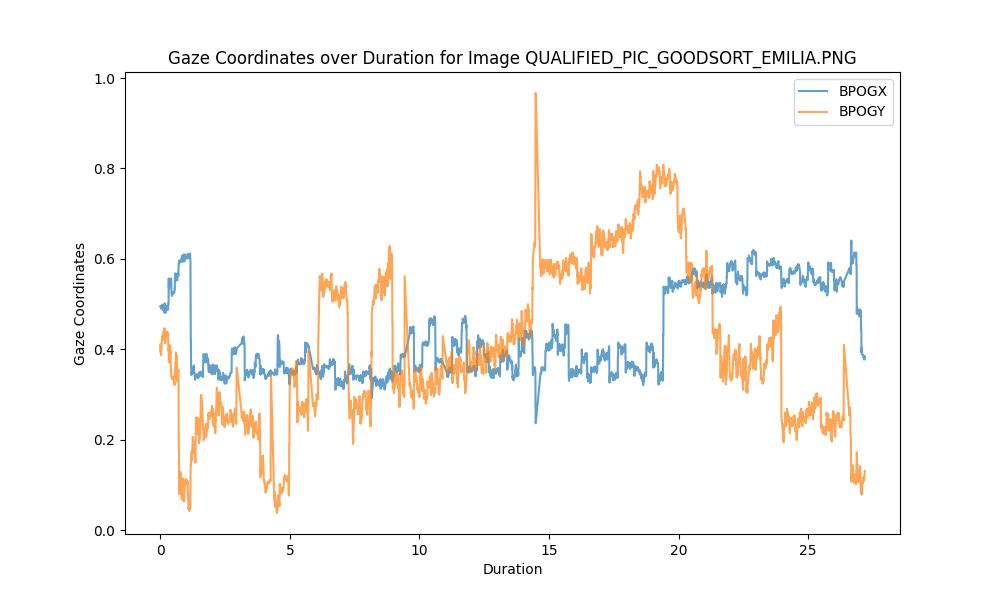 Gaze Coordinates over Duration for Image QUALIFIED_PIC_GOODSORT_EMILIA.PNG
1.0
0.8
0.6
0.4
0.2
0.0
Gaze Coordinates
BPOGX
BPOGY
0
5
10
15
20
25
Duration